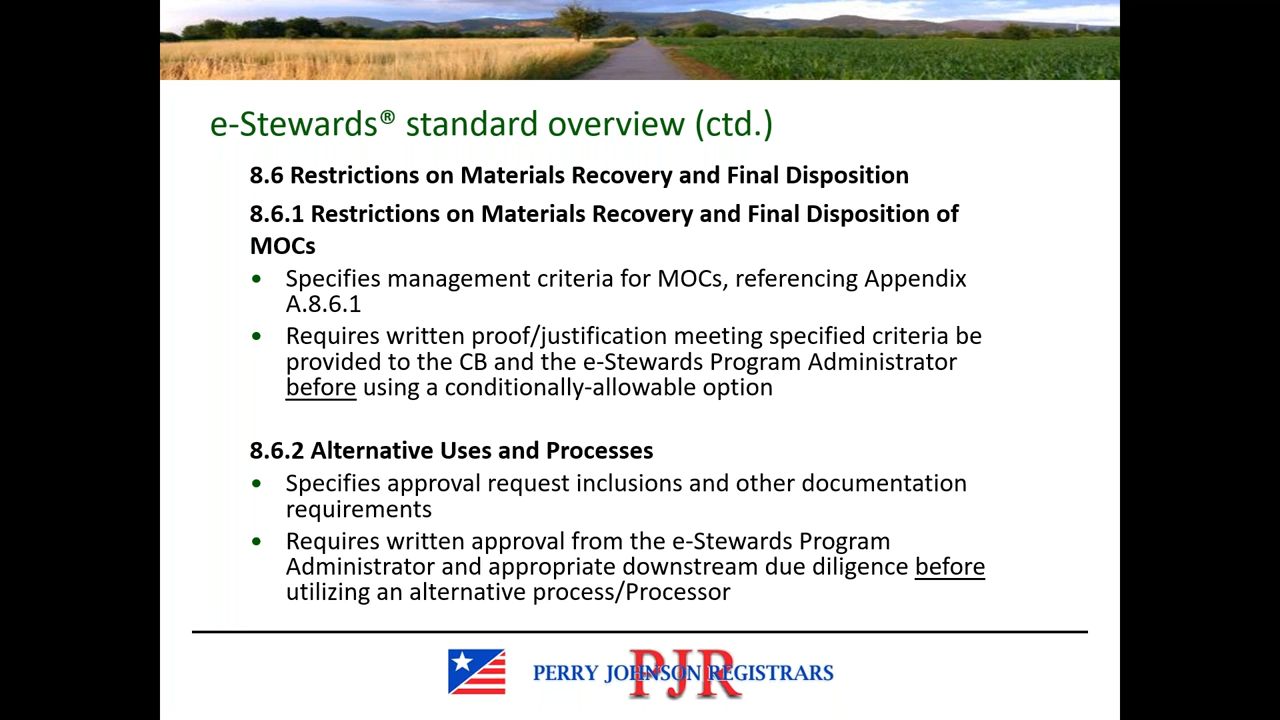 e-Stewards® standard overview (ctd.)
8.6 Restrictions on Materials Recovery and Final Disposition
8.6.1 Restrictions on Materials Recovery and Final Disposition of
MOCs
• Specifies management criteria for MOCs, referencing Appendix
A.8.6.1
• Requires written proof/justification meeting specified criteria be
provided to the CB and the e-Stewards Program Administrator
before using a conditionally-allowable option
8.6.2 Alternative Uses and Processes
• Specifies approval request inclusions and other documentation
requirements
• Requires written approval from the e-Stewards Program
Administrator and appropriate downstream due diligence before
utilizing an alternative process/Processor
PJR
PERRY JOHNSON REGISTRARS